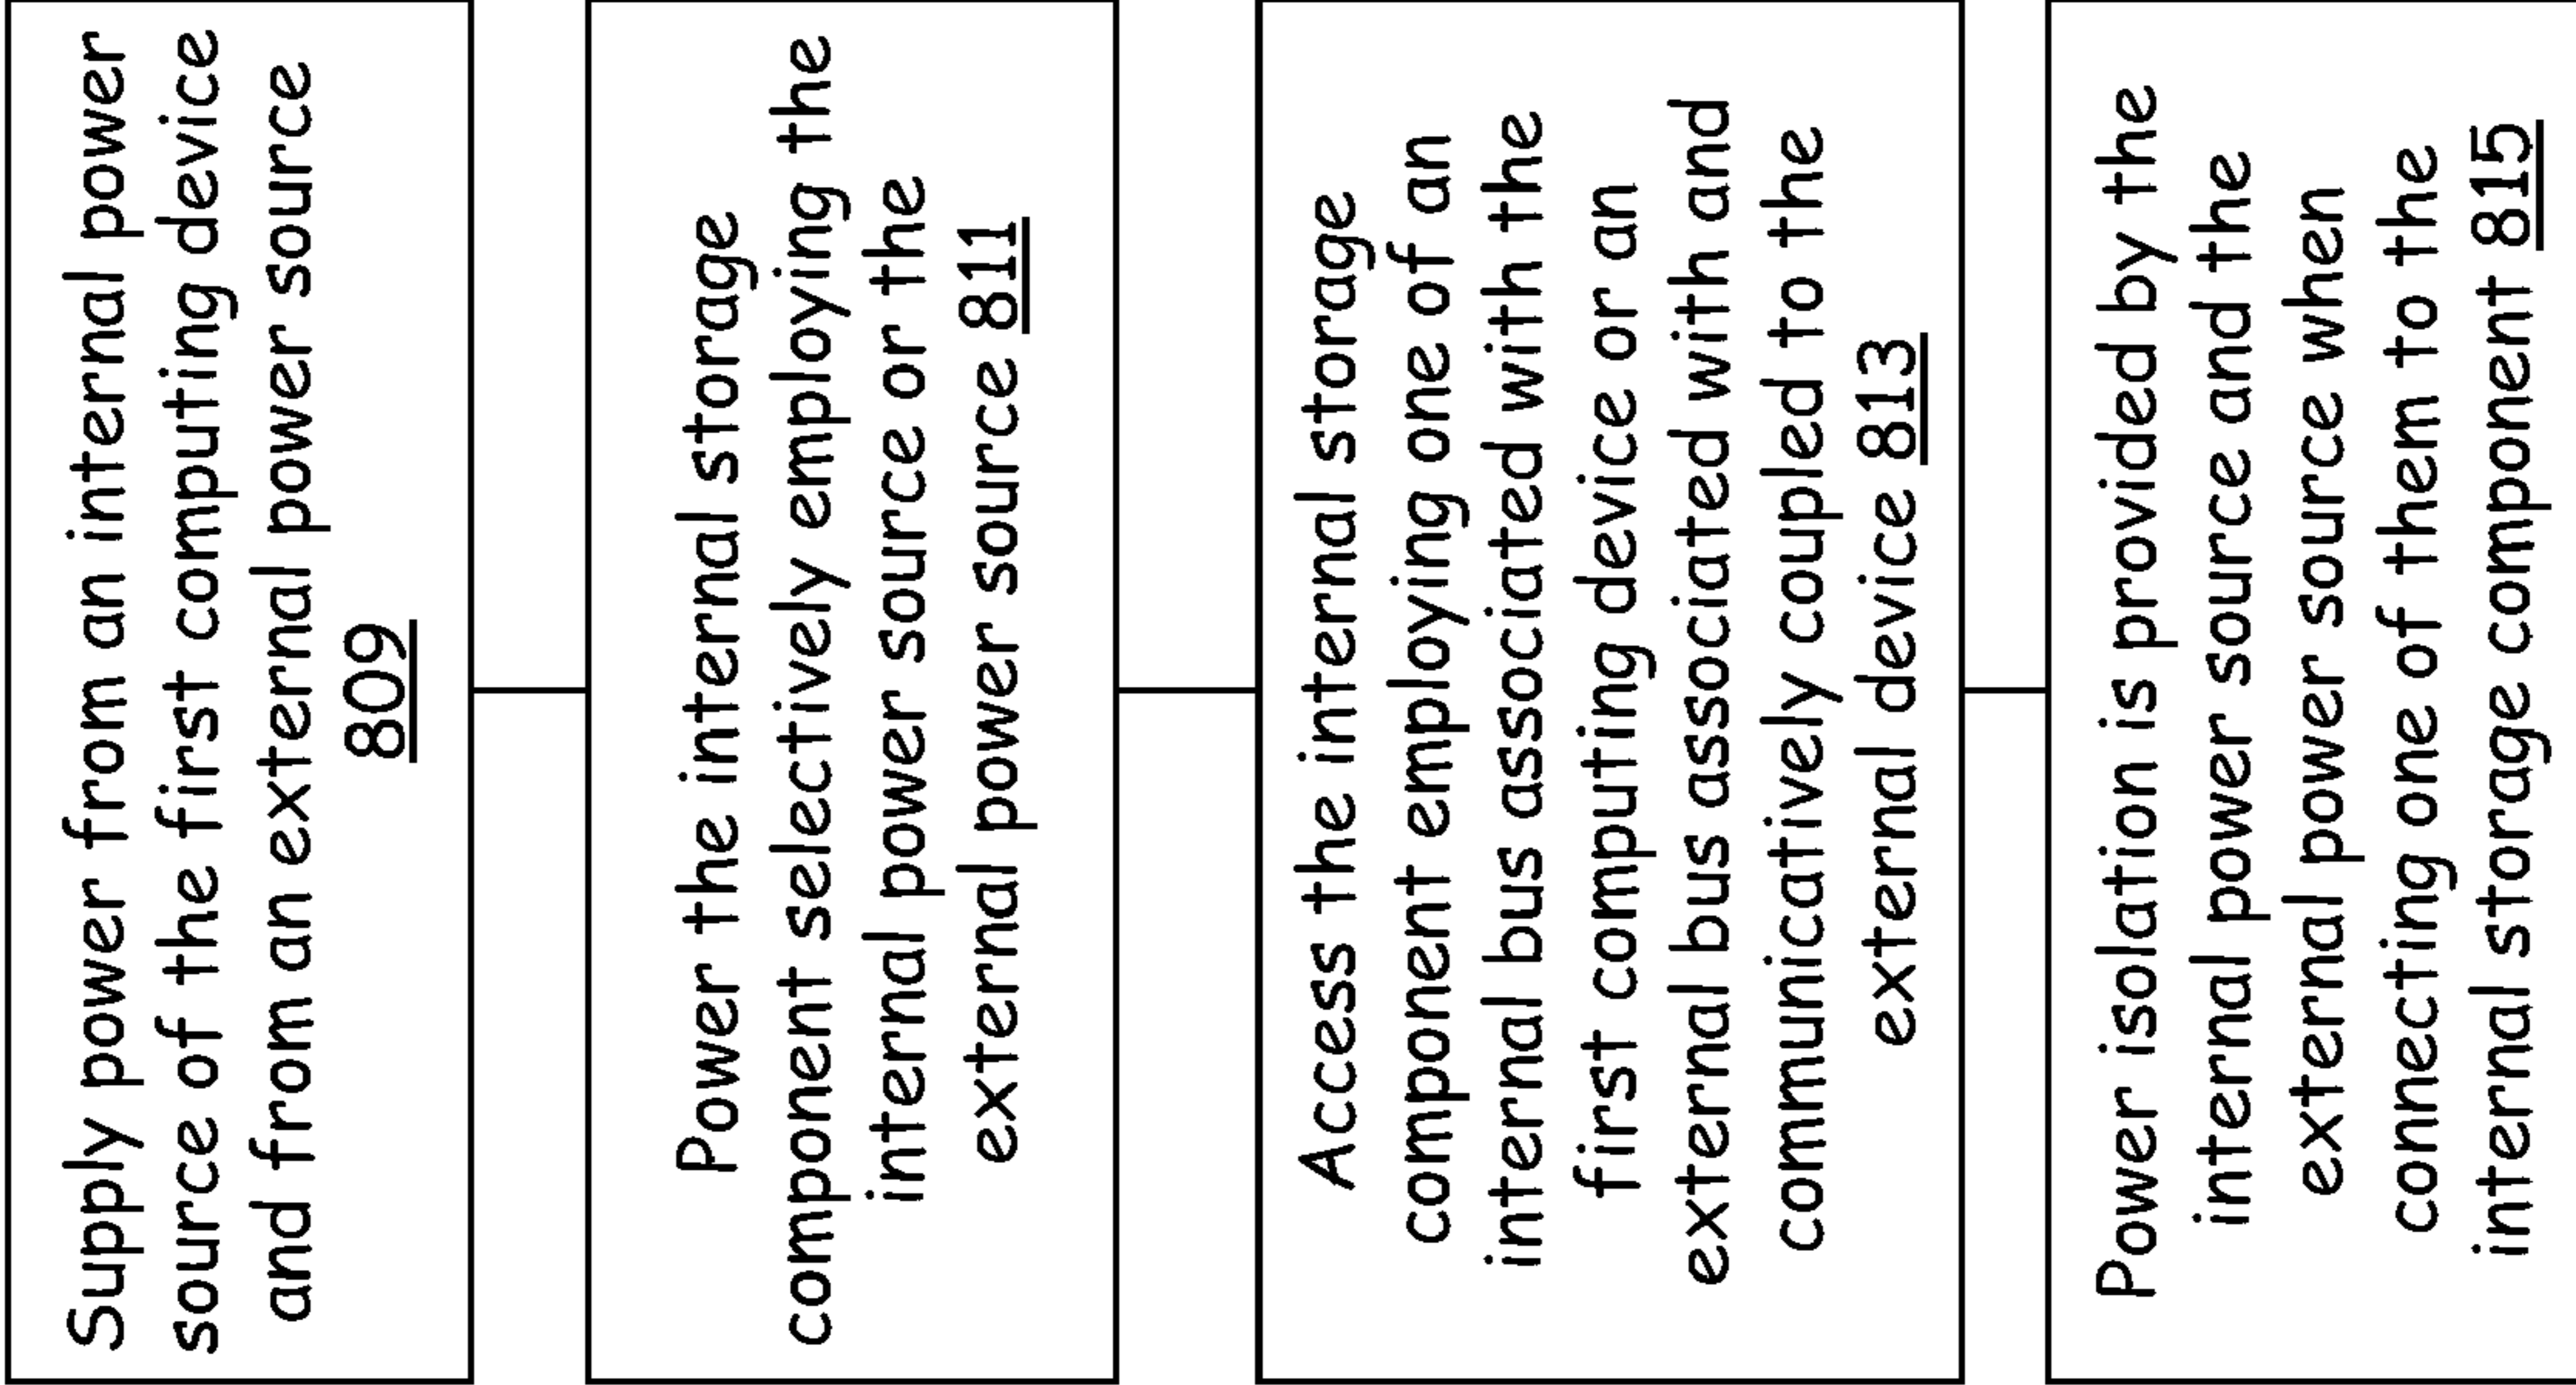 Supply power from an internal power
source of the first computing device
and from an external power source
809
Power the internal storage
component selectively employing the
internal power source or the
external power source 811
Access the internal storage
component employing one of an
internal bus associated with the
first computing device or an
external bus associated with and
communicatively coupled to the
external device 813
Power isolation is provided by the
internal power source and the
external power source when
connecting one of them to the
internal storage component 815